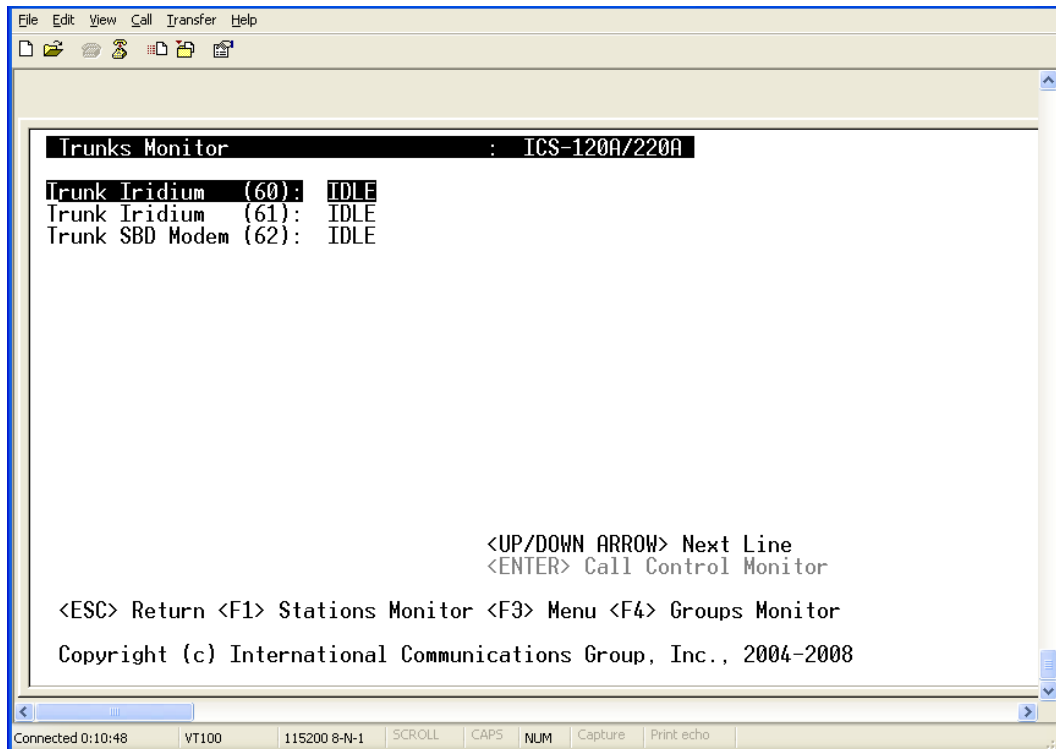 File Edit View Call Transfer Help
Trunks Monitor : ICS-120A/220A
Trunk Iridium (60): IDLE
Trunk Iridium (61): IDLE
Trunk SBD Modem (62): IDLE
<UP/DOWN ARROW> Next Line
<ENTER> Call Control Monitor
<ESC> Return <F1> Stations Monitor <F3> Menu <F4> Groups Monitor
Copyright (c) International Communications Group, Inc., 2004-2008
Connected 0:10:48 VT100 115200 8-N-1 SCROLL CAPS NUM Capture Print echo